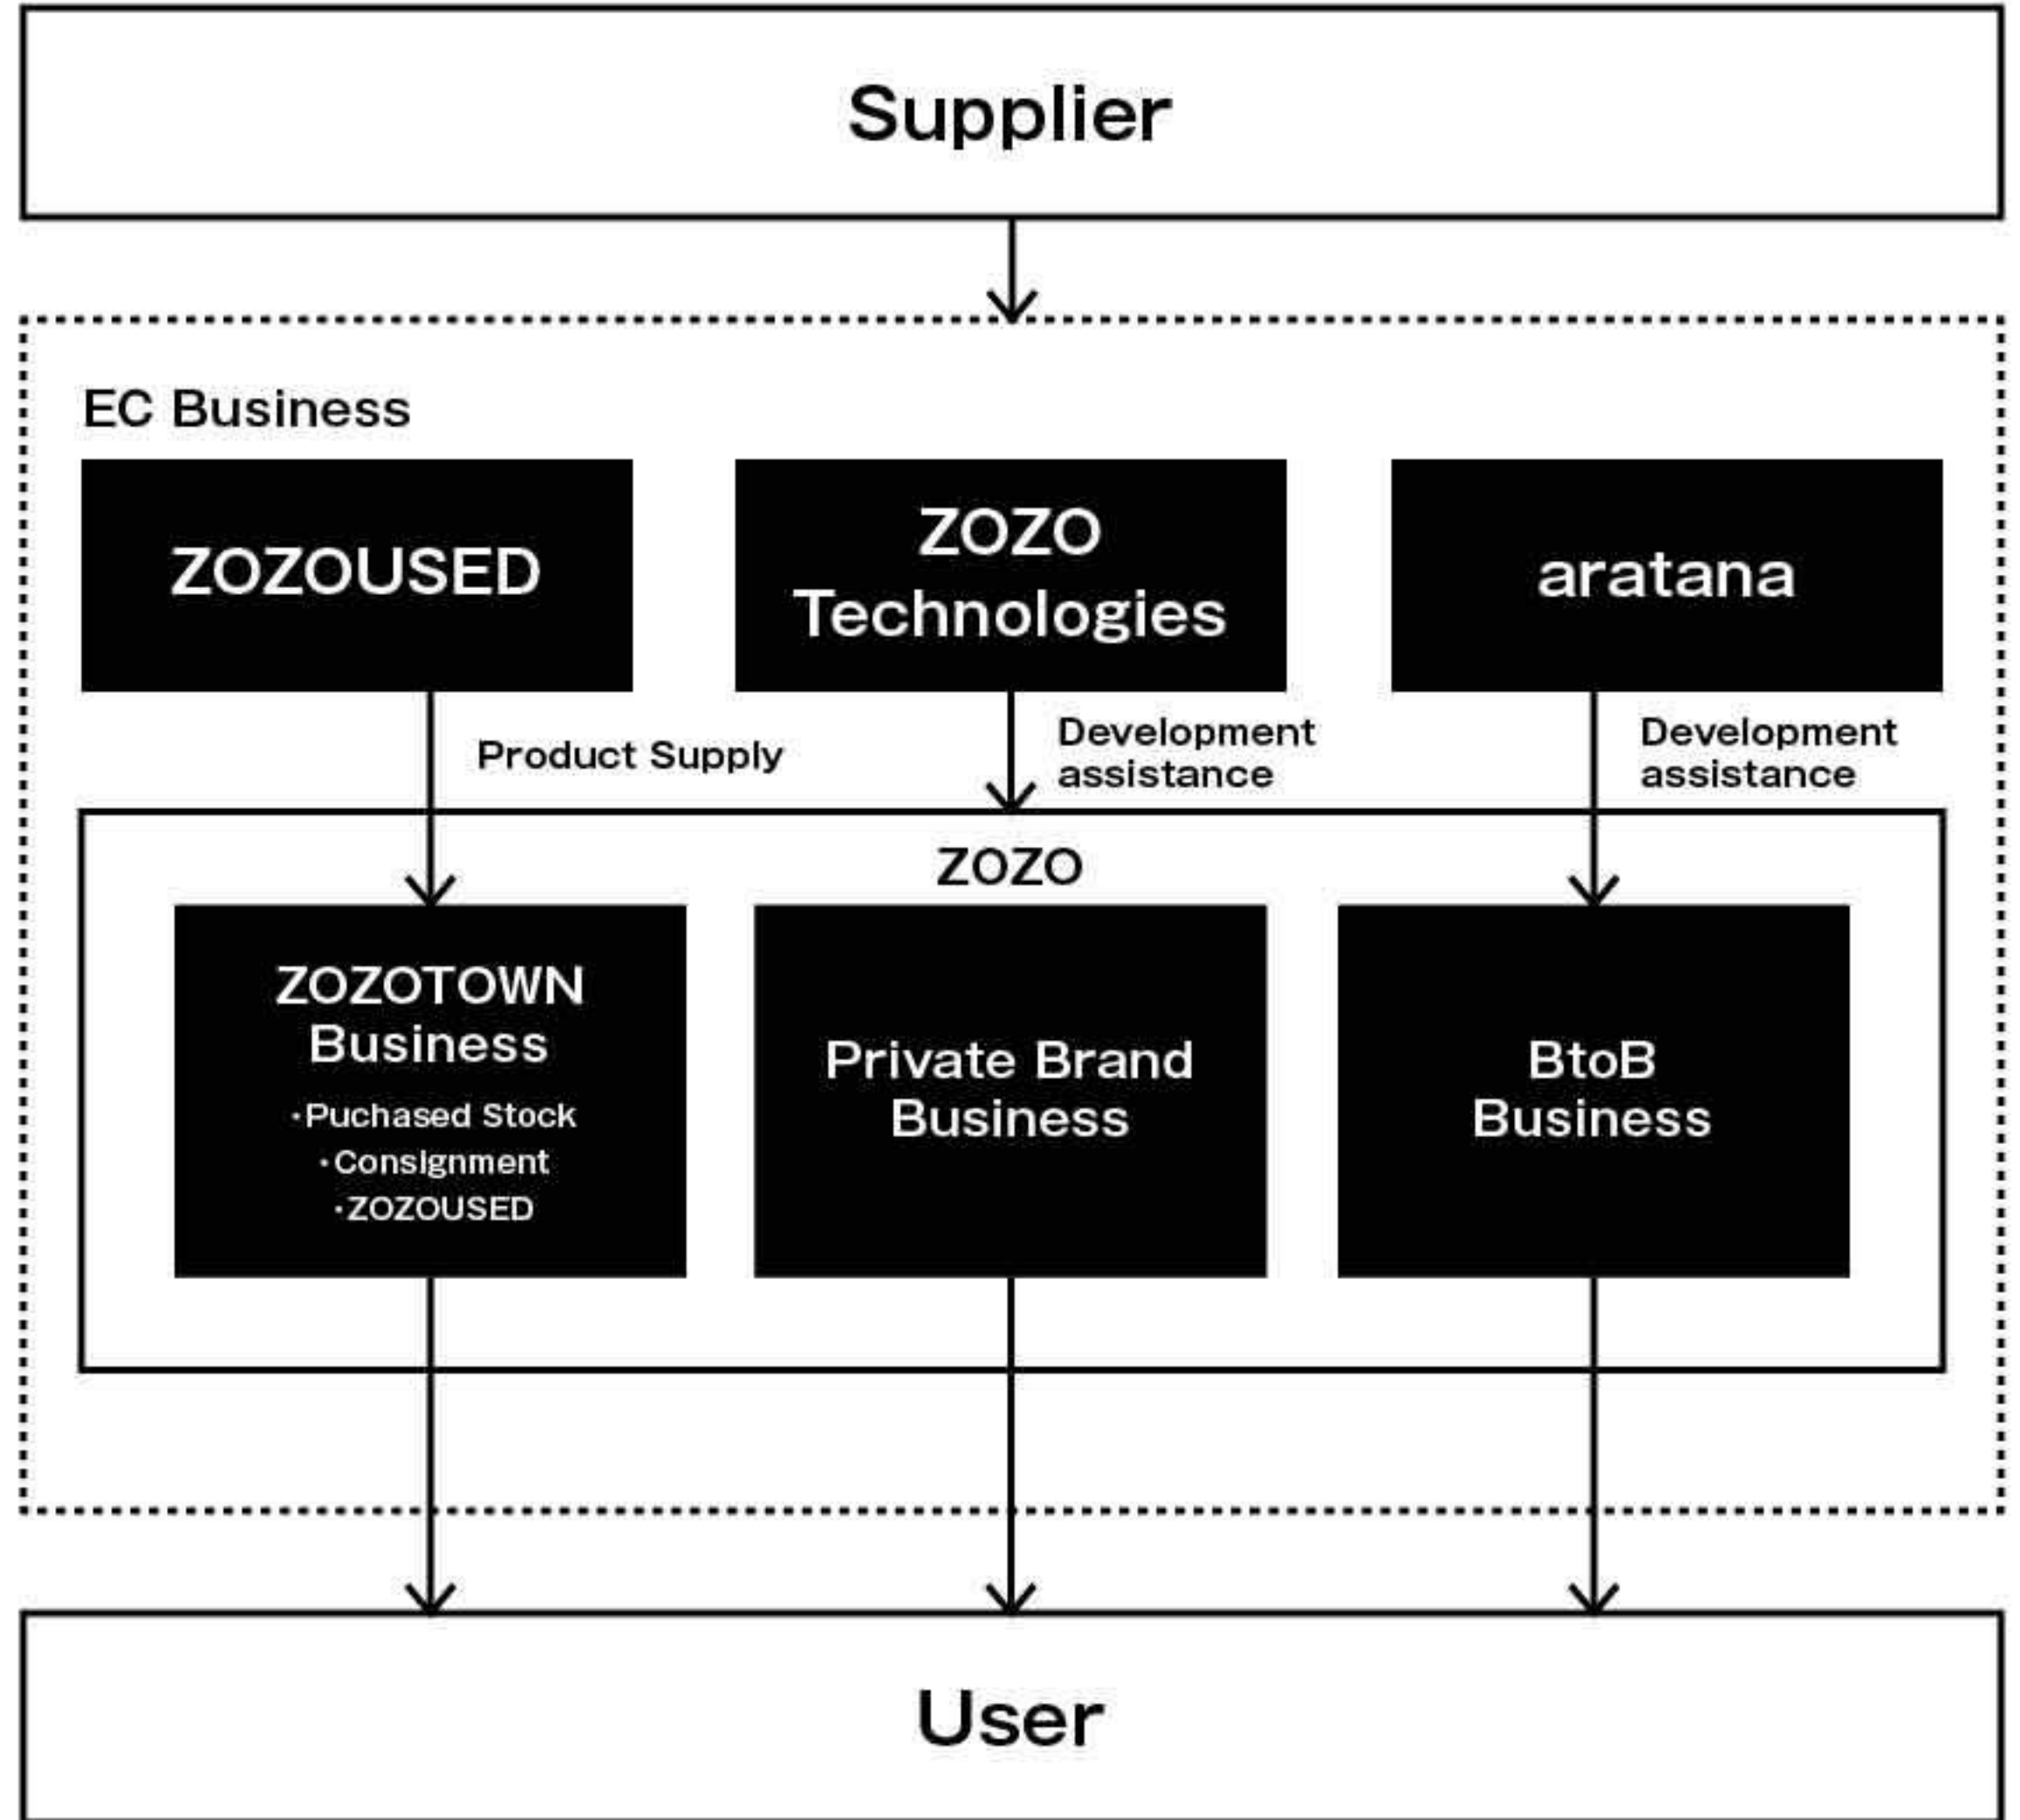 Supplier
EC Business
ZOZOUSED
ZOZO
Technologies
aratana
Product Supply
Development
assistance
Development
assistance
ZOZO
ZOZOTOWN
Business
・Puchased Stock
・Consignment
・ZOZOUSED
Private Brand
Business
BtoB
Business
User